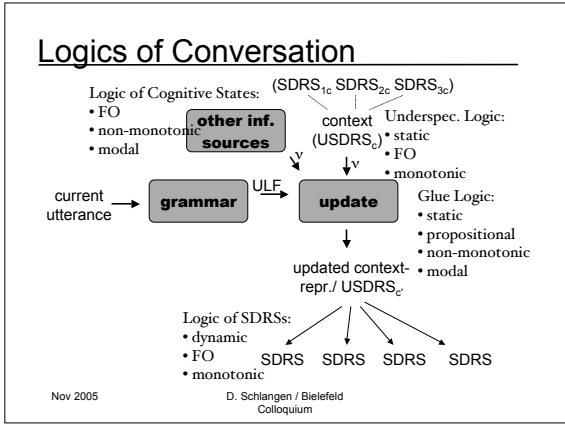 Logics of Conversation
(SDRS1c SDRS2c SDRS3c)
Logic of Cognitive States:
• FO
• non-monotonic
• modal
other inf.
sources
context
(USDRSc)
Underspec. Logic:
• static
• FO
• monotonic
ν
ν
current
utterance
grammar
ULF
update
Glue Logic:
• static
• propositional
• non-monotonic
• modal
updated context-
repr./ USDRSc'
Logic of SDRSs:
• dynamic
• FO
• monotonic
SDRS SDRS SDRS SDRS
Nov 2005
D. Schlangen / Bielefeld
Colloquium